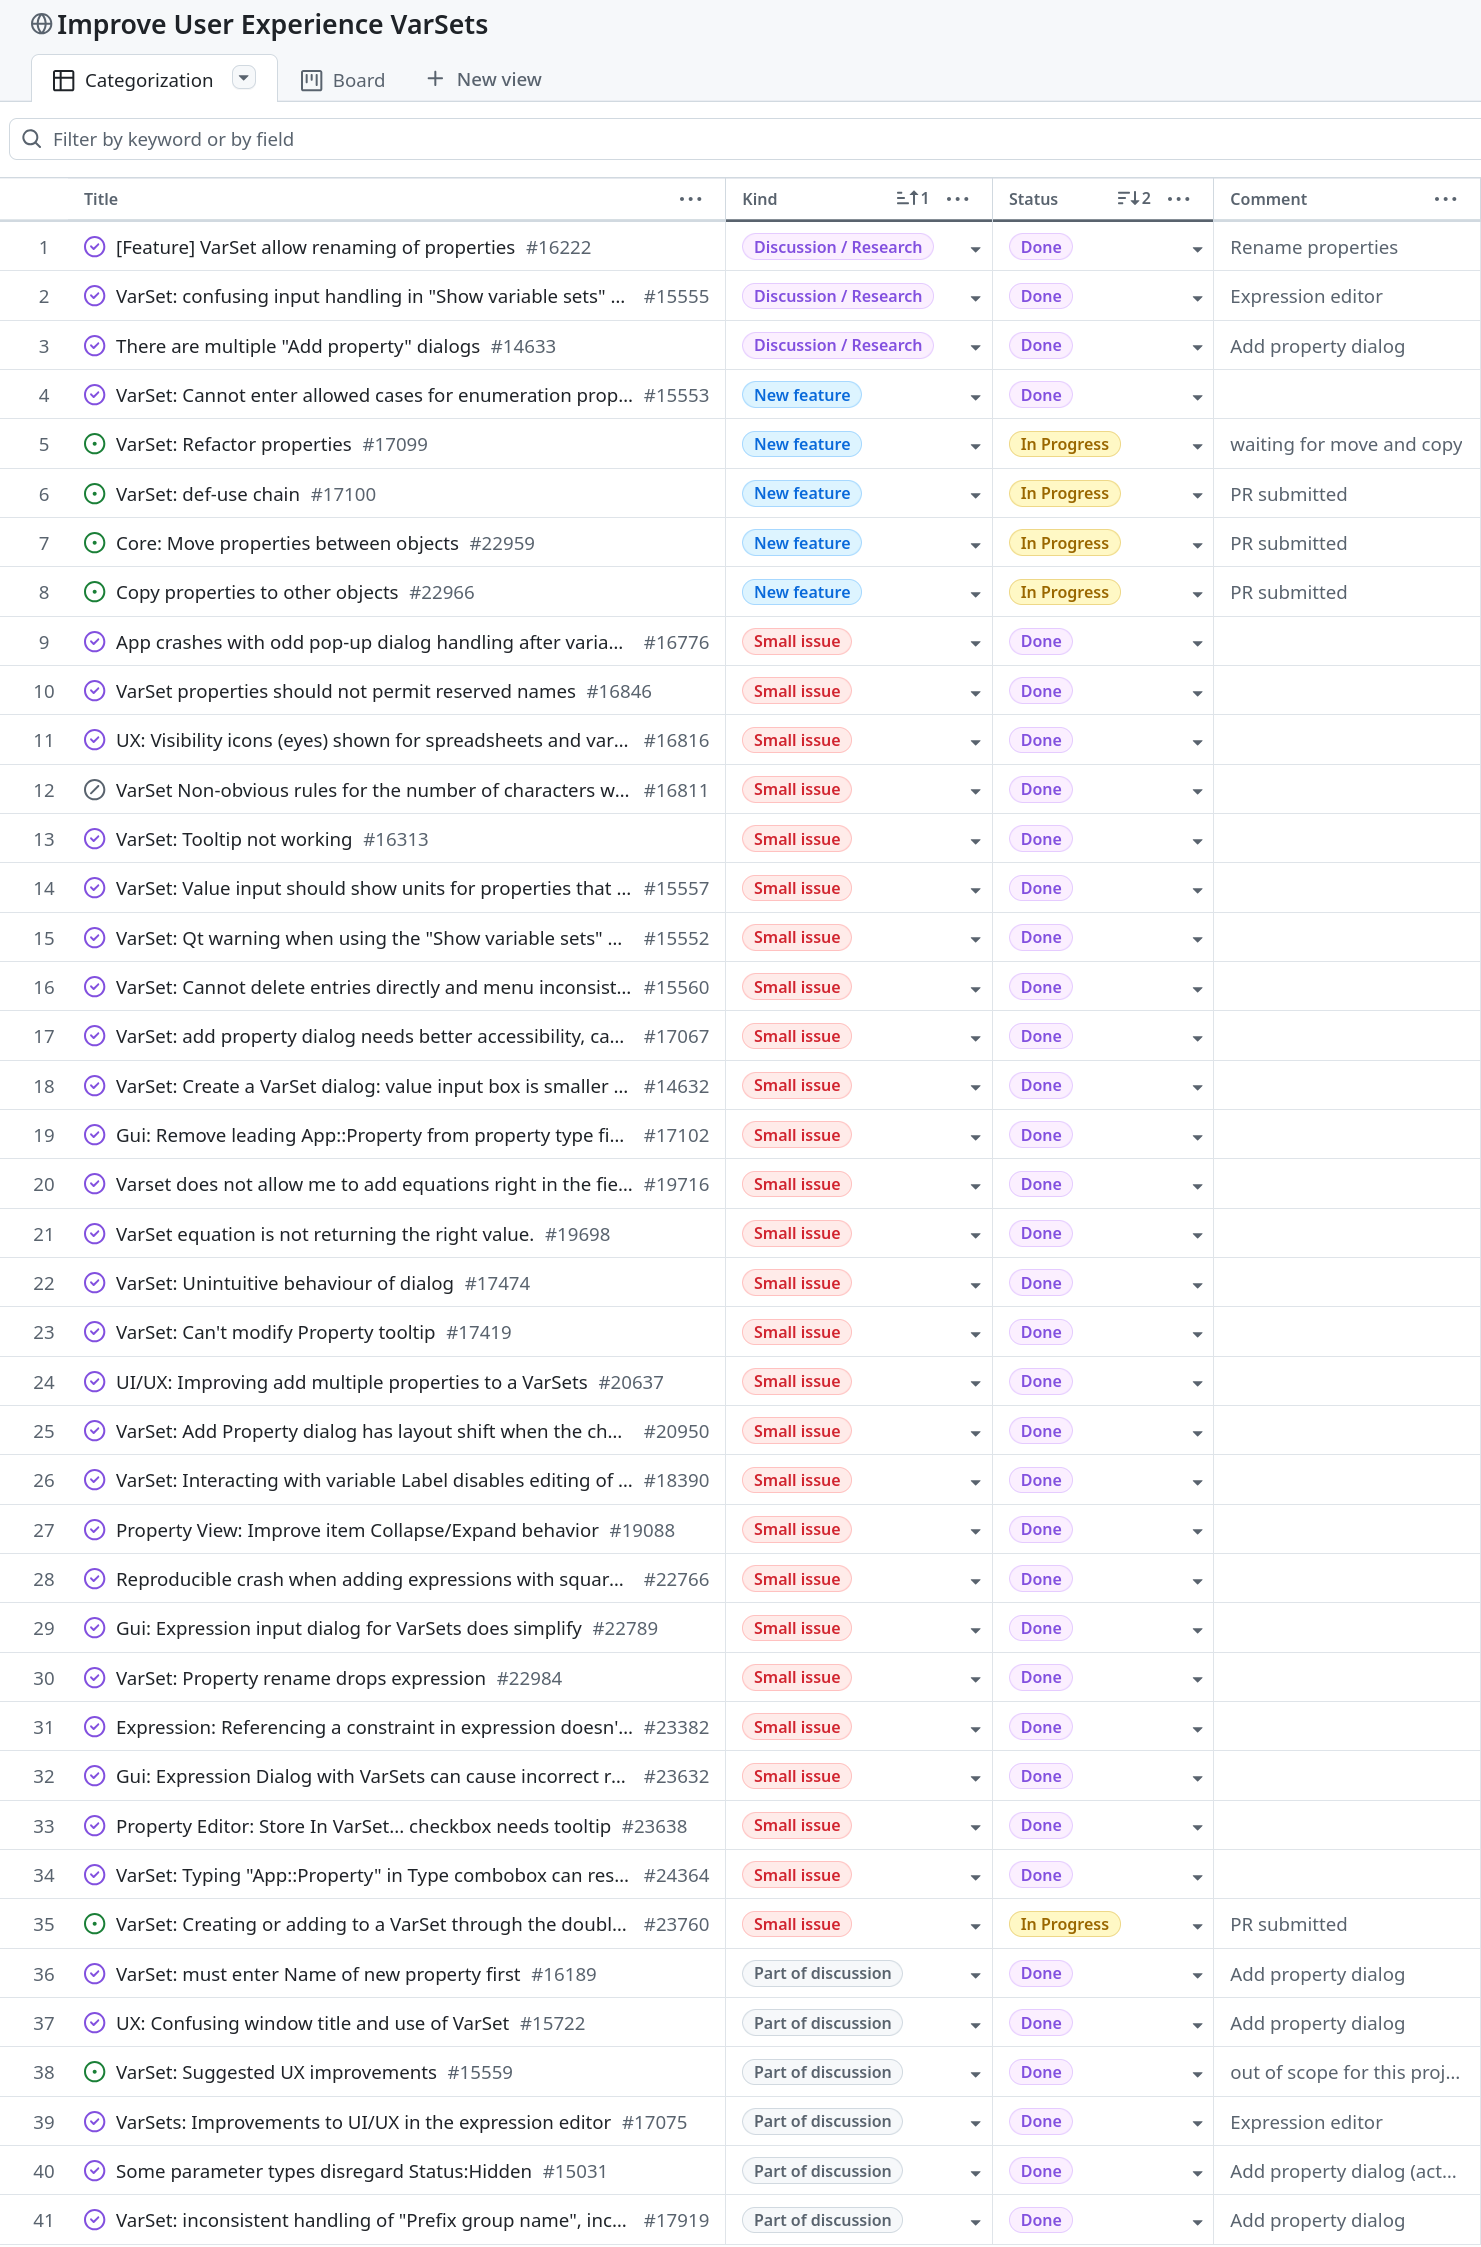 Improve User Experience VarSets
Categorization Board New view
Filter by keyword or by field
Title Kind 1 Status 2 Comment
1 [Feature] VarSet allow renaming of properties #16222 Discussion / Research Done Rename properties
2 VarSet: confusing input handling in "Show variable sets" ... #15555 Discussion / Research Done Expression editor
3 There are multiple "Add property" dialogs #14633 Discussion / Research Done Add property dialog
4 VarSet: Cannot enter allowed cases for enumeration prop... #15553 New feature Done
5 VarSet: Refactor properties #17099 New feature In Progress waiting for move and copy
6 VarSet: def-use chain #17100 New feature In Progress PR submitted
7 Core: Move properties between objects #22959 New feature In Progress PR submitted
8 Copy properties to other objects #22966 New feature In Progress PR submitted
9 App crashes with odd pop-up dialog handling after varia... #16776 Small issue Done
10 VarSet properties should not permit reserved names #16846 Small issue Done
11 UX: Visibility icons (eyes) shown for spreadsheets and var... #16816 Small issue Done
12 VarSet Non-obvious rules for the number of characters w... #16811 Small issue Done
13 VarSet: Tooltip not working #16313 Small issue Done
14 VarSet: Value input should show units for properties that ... #15557 Small issue Done
15 VarSet: Qt warning when using the "Show variable sets" ... #15552 Small issue Done
16 VarSet: Cannot delete entries directly and menu inconsist... #15560 Small issue Done
17 VarSet: add property dialog needs better accessibility, ca... #17067 Small issue Done
18 VarSet: Create a VarSet dialog: value input box is smaller ... #14632 Small issue Done
19 Gui: Remove leading App::Property from property type fi... #17102 Small issue Done
20 Varset does not allow me to add equations right in the fie... #19716 Small issue Done
21 VarSet equation is not returning the right value. #19698 Small issue Done
22 VarSet: Unintuitive behaviour of dialog #17474 Small issue Done
23 VarSet: Can't modify Property tooltip #17419 Small issue Done
24 UI/UX: Improving add multiple properties to a VarSets #20637 Small issue Done
25 VarSet: Add Property dialog has layout shift when the ch... #20950 Small issue Done
26 VarSet: Interacting with variable Label disables editing of ... #18390 Small issue Done
27 Property View: Improve item Collapse/Expand behavior #19088 Small issue Done
28 Reproducible crash when adding expressions with squar... #22766 Small issue Done
29 Gui: Expression input dialog for VarSets does simplify #22789 Small issue Done
30 VarSet: Property rename drops expression #22984 Small issue Done
31 Expression: Referencing a constraint in expression doesn'... #23382 Small issue Done
32 Gui: Expression Dialog with VarSets can cause incorrect r... #23632 Small issue Done
33 Property Editor: Store In VarSet... checkbox needs tooltip #23638 Small issue Done
34 VarSet: Typing "App::Property" in Type combobox can res... #24364 Small issue Done
35 VarSet: Creating or adding to a VarSet through the doubl... #23760 Small issue In Progress PR submitted
36 VarSet: must enter Name of new property first #16189 Part of discussion Done Add property dialog
37 UX: Confusing window title and use of VarSet #15722 Part of discussion Done Add property dialog
38 VarSet: Suggested UX improvements #15559 Part of discussion Done out of scope for this proj...
39 VarSets: Improvements to UI/UX in the expression editor #17075 Part of discussion Done Expression editor
40 Some parameter types disregard Status:Hidden #15031 Part of discussion Done Add property dialog (act...
41 VarSet: inconsistent handling of "Prefix group name", inc... #17919 Part of discussion Done Add property dialog